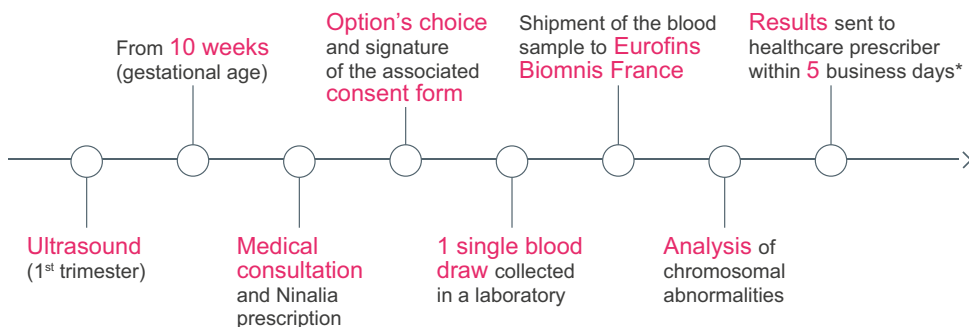 From 10 weeks
(gestational age)
Option’s choice
and signature
of the associated
consent form
Shipment of the blood
sample to Eurofins
Biomnis France
Results sent to
healthcare prescriber
within 5 business days*
Ultrasound
(1st trimester)
Medical
consultation
and Ninalia
prescription
1 single blood
draw collected
in a laboratory
Analysis of
chromosomal
abnormalities